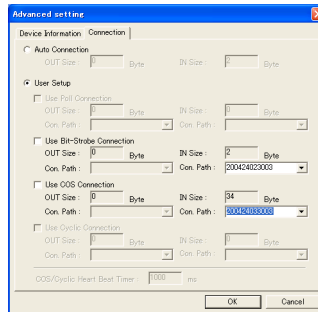 Advanced setting
Device Information Connection
Auto Connection
OUT Size : 0 Byte IN Size : 2 Byte
User Setup
Use Poll Connection
OUT Size : 0 Byte IN Size : 0 Byte
Con. Path : Con. Path :
Use Bit-Strobe Connection
OUT Size : 0 Byte IN Size : 2 Byte
Con. Path : Con. Path : 200424023003
Use COS Connection
OUT Size : 0 Byte IN Size : 34 Byte
Con. Path : Con. Path : 200424033003
Use Cyclic Connection
OUT Size : 0 Byte IN Size : 0 Byte
Con. Path : Con. Path :
COS/Cyclic Heart Beat Timer : 1000 ms
OK Cancel